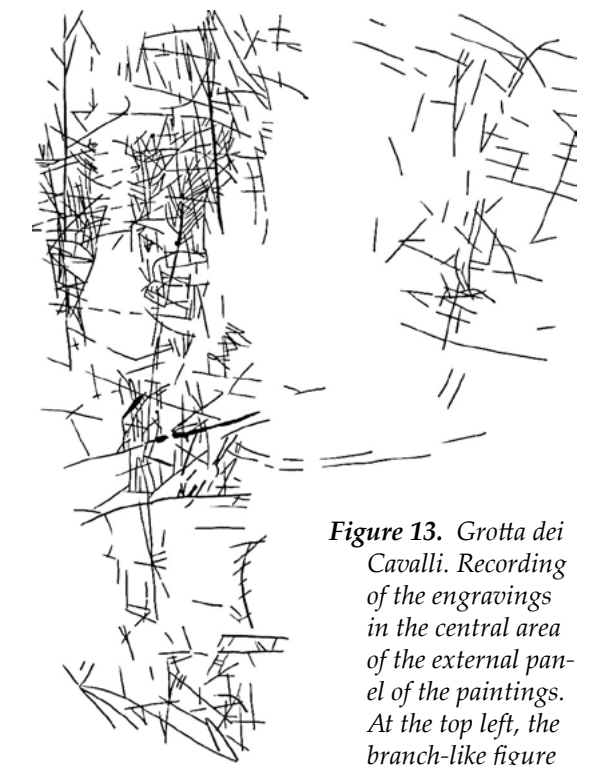 Figure 13. Grotta dei
Cavalli. Recording
of the engravings
in the central area
of the external pan-
el of the paintings.
At the top left, the
branch-like figure